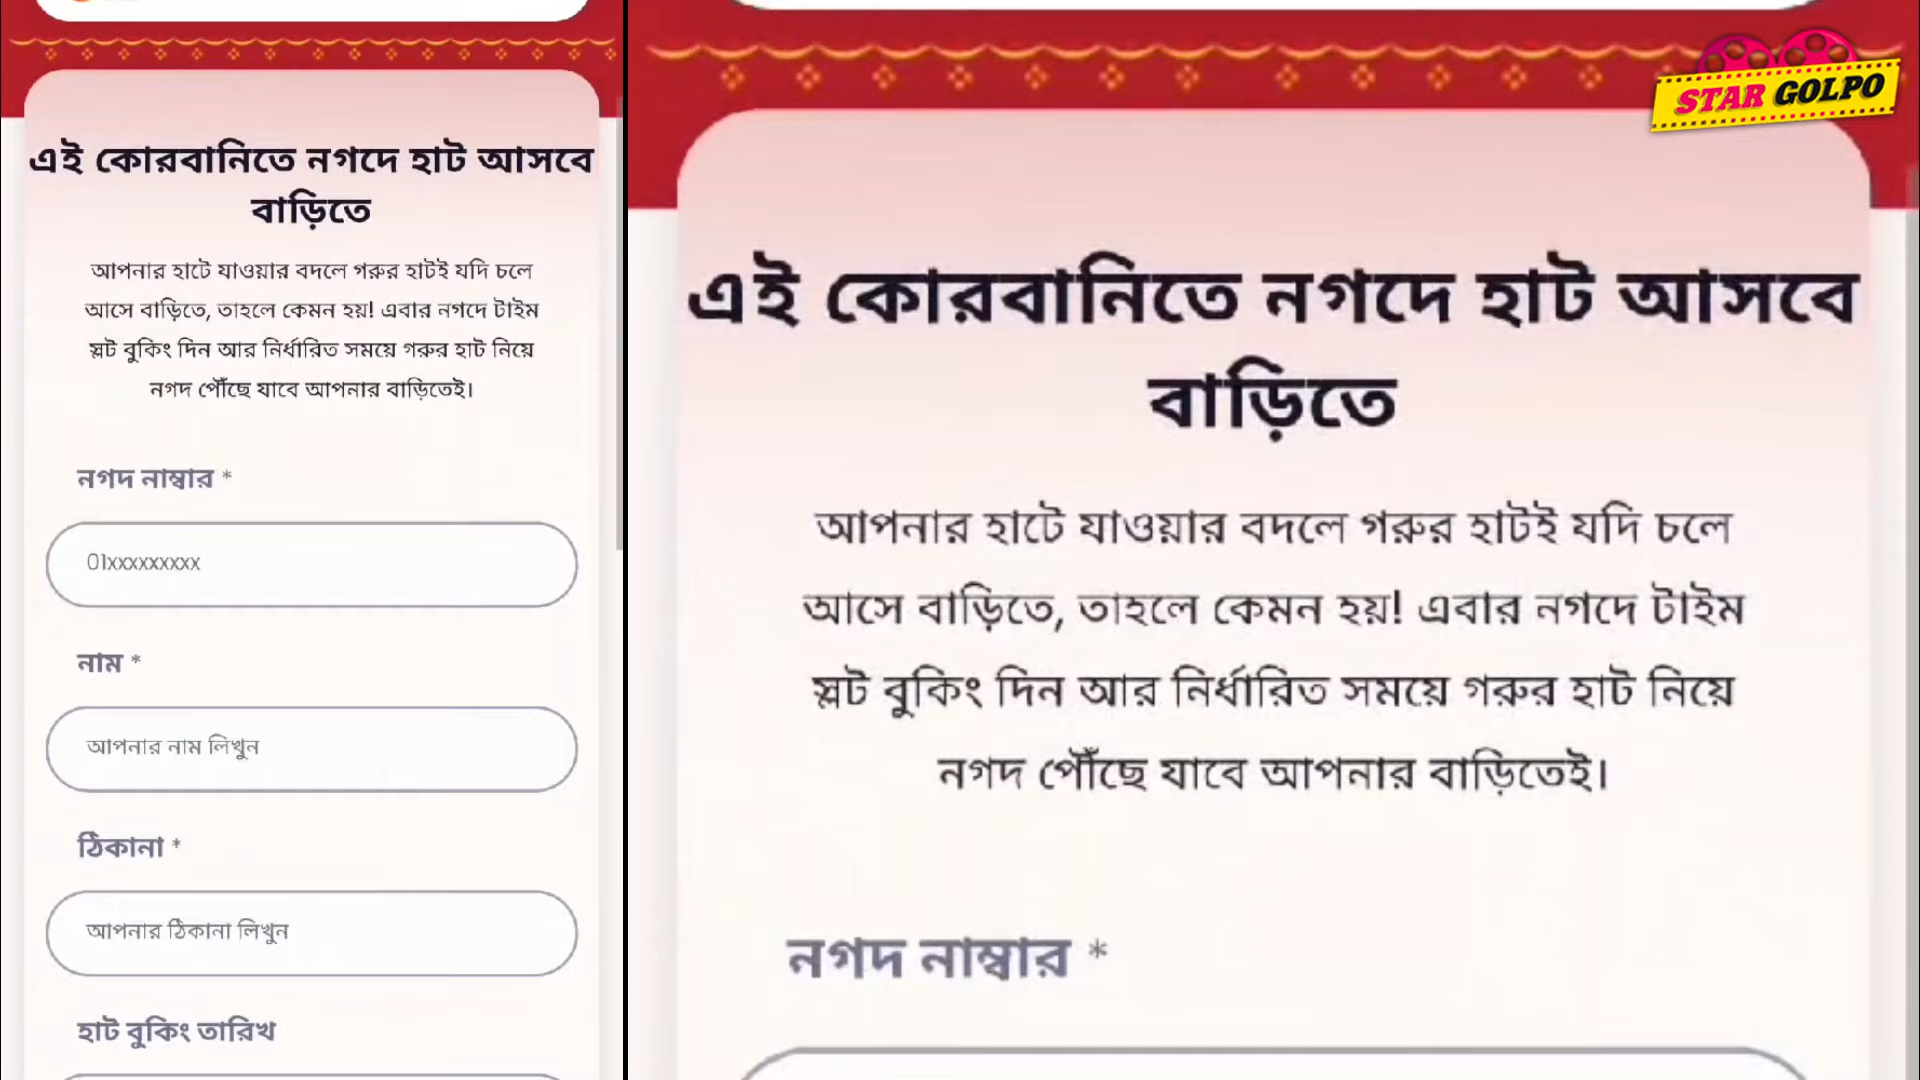 এই কোরবানিতে নগদে হাট আসবে
বাড়িতে
আপনার হাটে যাওয়ার বদলে গরুর হাটই যদি চলে
আসে বাড়িতে, তাহলে কেমন হয়! এবার নগদে টাইম
স্লট বুকিং দিন আর নির্ধারিত সময়ে গরুর হাট নিয়ে
নগদ পৌঁছে যাবে আপনার বাড়িতেই।
নগদ নাম্বার *
01xxxxxxxxx
নাম *
আপনার নাম লিখুন
ঠিকানা *
আপনার ঠিকানা লিখুন
হাট বুকিং তারিখ
STAR GOLPO
এই কোরবানিতে নগদে হাট আসবে
বাড়িতে
আপনার হাটে যাওয়ার বদলে গরুর হাটই যদি চলে
আসে বাড়িতে, তাহলে কেমন হয়! এবার নগদে টাইম
স্লট বুকিং দিন আর নির্ধারিত সময়ে গরুর হাট নিয়ে
নগদ পৌঁছে যাবে আপনার বাড়িতেই।
নগদ নাম্বার *